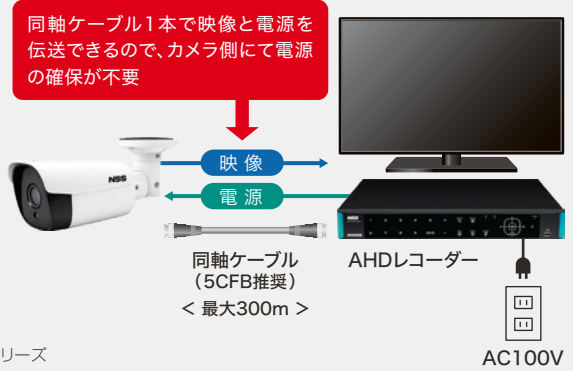 同軸ケーブル1本で映像と電源を
伝送できるので、カメラ側にて電源
の確保が不要
NSS
映像
電源
同軸ケーブル
（5CFB推奨）
＜ 最大300m ＞
AHDレコーダー
AC100V
リーズ